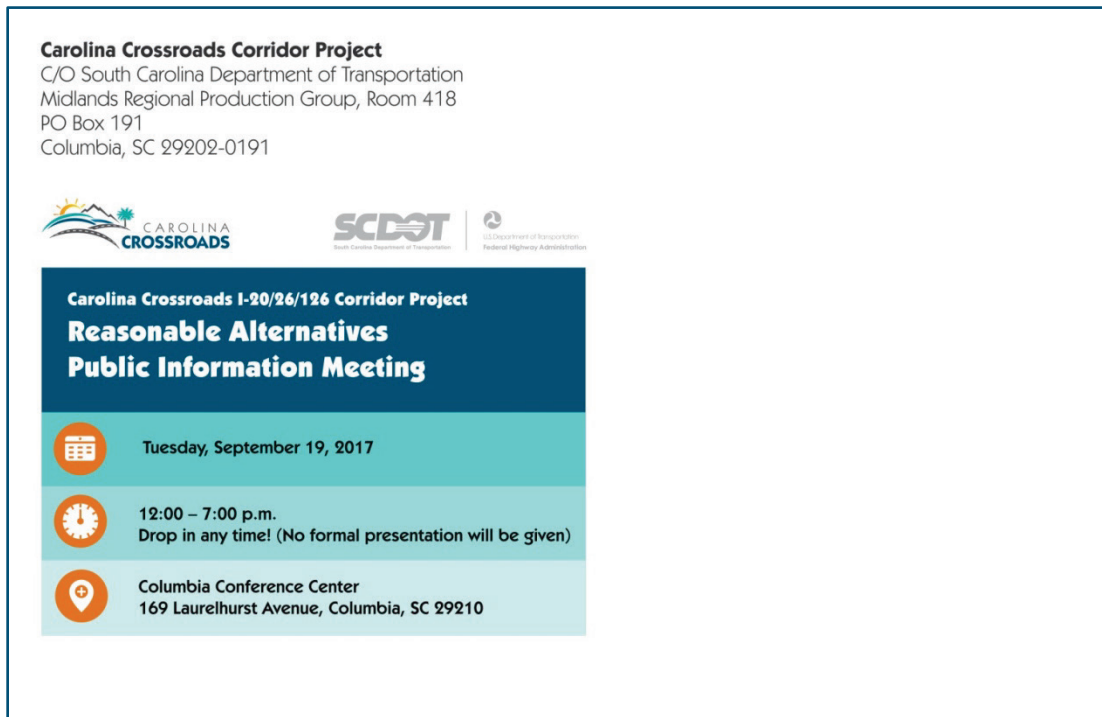 Carolina Crossroads Corridor Project
C/O South Carolina Department of Transportation
Midlands Regional Production Group, Room 418
PO Box 191
Columbia, SC 29202-0191
CAROLINA
CROSSROADS
SCDOT
South Carolina Department of Transportation
U.S.Department of Transportation
Federal Highway Administration
Carolina Crossroads I-20/26/126 Corridor Project
Reasonable Alternatives
Public Information Meeting
Tuesday, September 19, 2017
12:00 – 7:00 p.m.
Drop in any time! (No formal presentation will be given)
Columbia Conference Center
169 Laurelhurst Avenue, Columbia, SC 29210